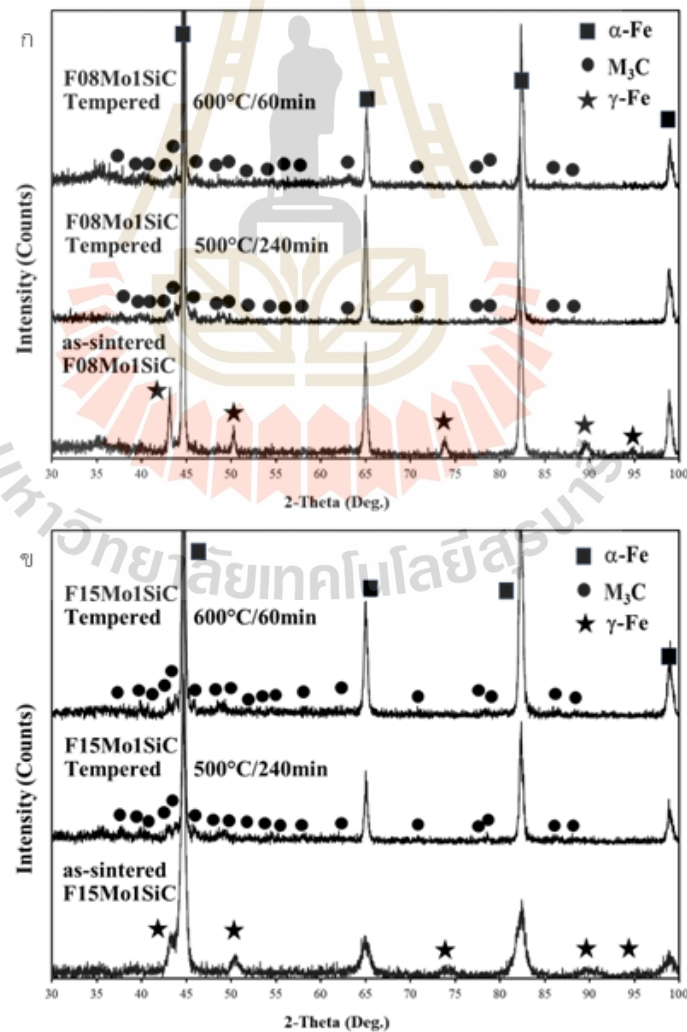 ก
α-Fe
M₃C
γ-Fe
F08Mo1SiC
Tempered 600°C/60min
F08Mo1SiC
Tempered 500°C/240min
as-sintered
F08Mo1SiC
Intensity (Counts)
30 35 40 45 50 55 60 65 70 75 80 85 90 95 100
2-Theta (Deg.)
มหาวิทยาลัยเทคโนโลยีสุรนารี
ข
α-Fe
M₃C
γ-Fe
F15Mo1SiC
Tempered 600°C/60min
F15Mo1SiC
Tempered 500°C/240min
as-sintered
F15Mo1SiC
Intensity (Counts)
30 35 40 45 50 55 60 65 70 75 80 85 90 95 100
2-Theta (Deg.)